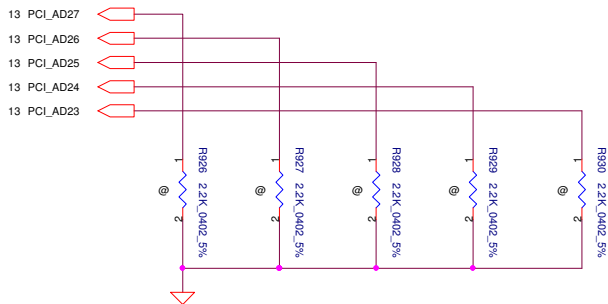 13 PCI_AD27
13 PCI_AD26
13 PCI_AD25
13 PCI_AD24
13 PCI_AD23
1
@
2
R926 2.2K_0402_5%
1
@
2
R927 2.2K_0402_5%
1
@
2
R928 2.2K_0402_5%
1
@
2
R929 2.2K_0402_5%
1
@
2
R930 2.2K_0402_5%